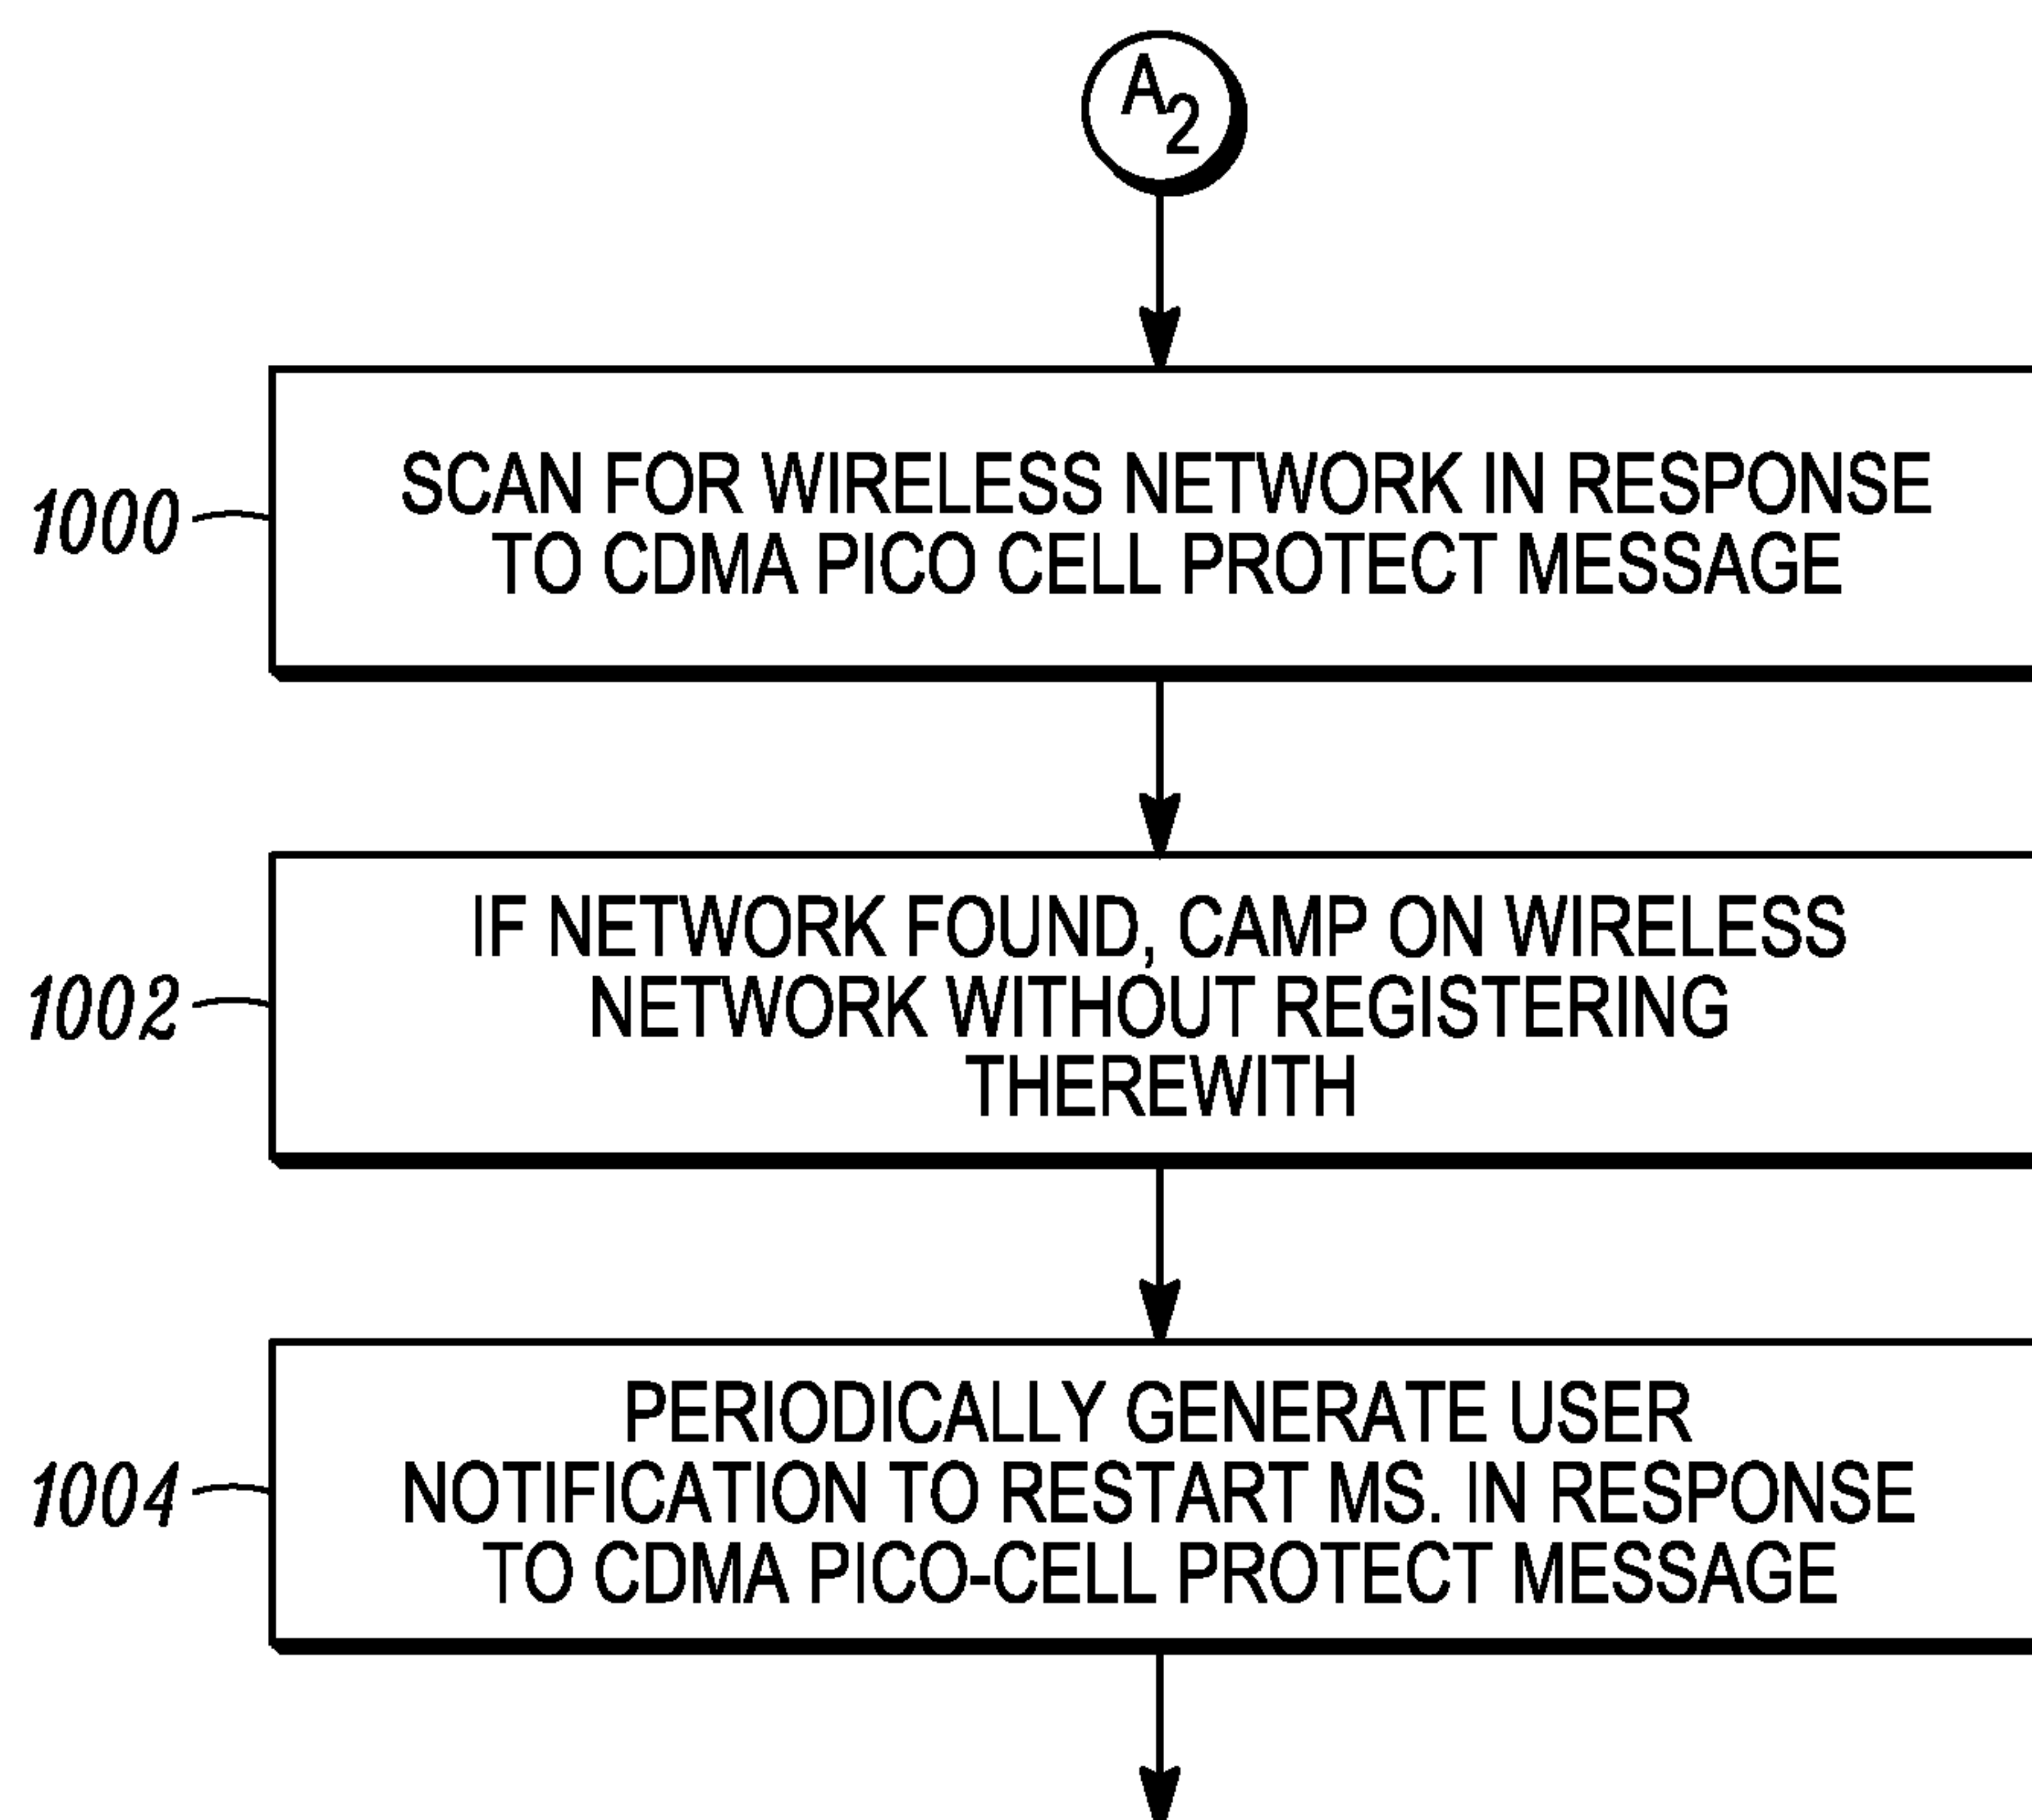 A2
1000
SCAN FOR WIRELESS NETWORK IN RESPONSE
TO CDMA PICO CELL PROTECT MESSAGE
1002
IF NETWORK FOUND, CAMP ON WIRELESS
NETWORK WITHOUT REGISTERING
THEREWITH
1004
PERIODICALLY GENERATE USER
NOTIFICATION TO RESTART MS. IN RESPONSE
TO CDMA PICO-CELL PROTECT MESSAGE